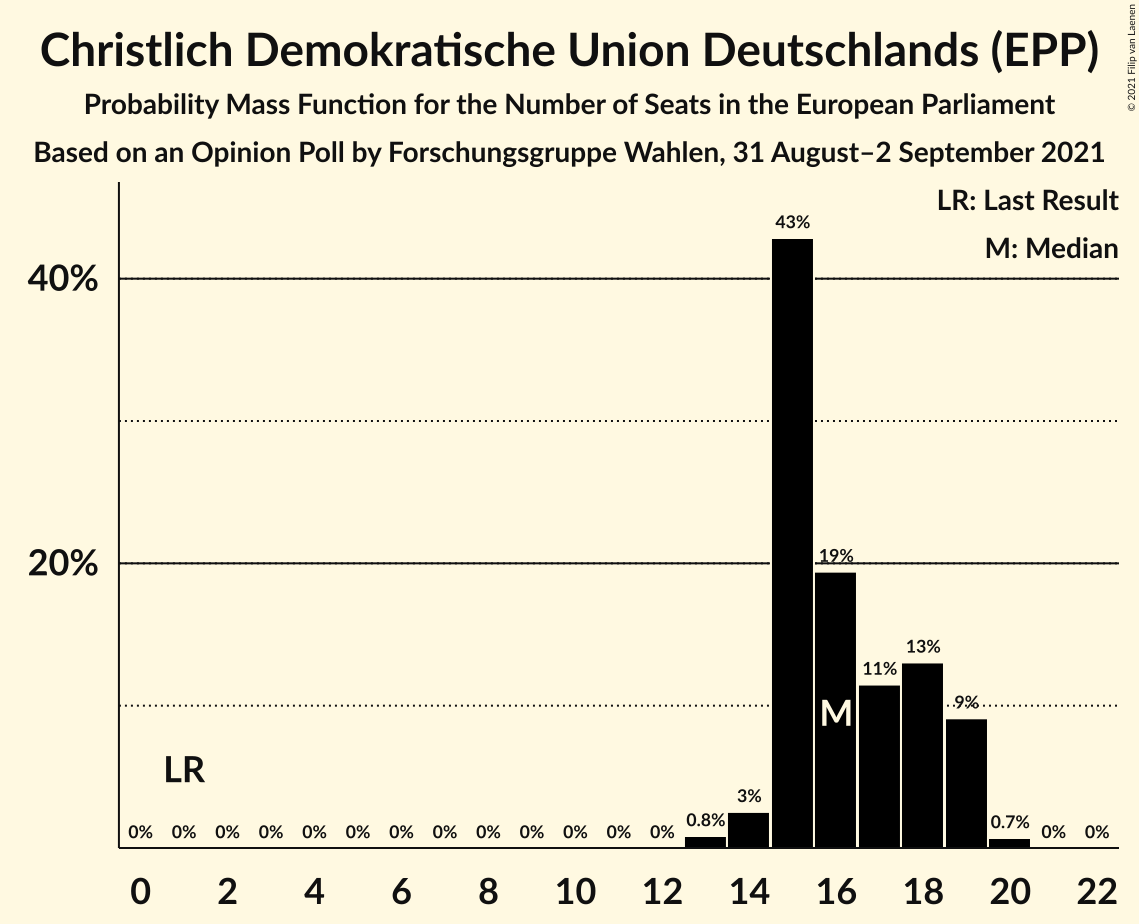 Christlich Demokratische Union Deutschlands (EPP)
Probability Mass Function for the Number of Seats in the European Parliament
Based on an Opinion Poll by Forschungsgruppe Wahlen, 31 August–2 September 2021
© 2021 Filip van Laenen
LR: Last Result
M: Median
43%
40%
20%
19%
13%
11%
9%
M
LR
3%
0% 0% 0% 0% 0% 0% 0% 0% 0% 0% 0% 0% 0% 0.8% 0.7% 0% 0%
0 2 4 6 8 10 12 14 16 18 20 22